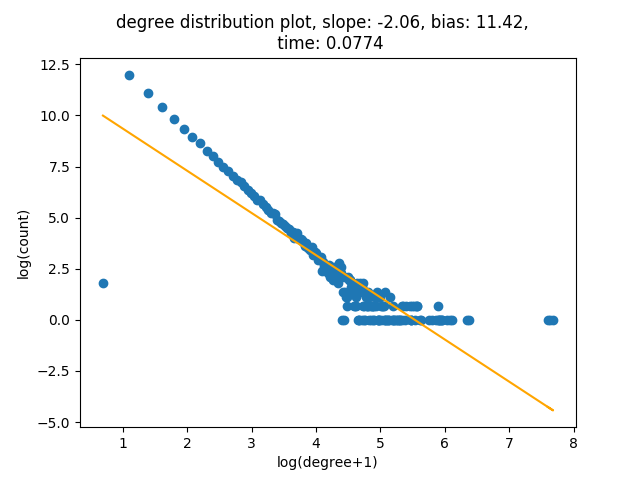 degree distribution plot, slope: -2.06, bias: 11.42,
time: 0.0774
12.5
10.0
7.5
5.0
2.5
0.0
−2.5
−5.0
log(count)
1 2 3 4 5 6 7 8
log(degree+1)